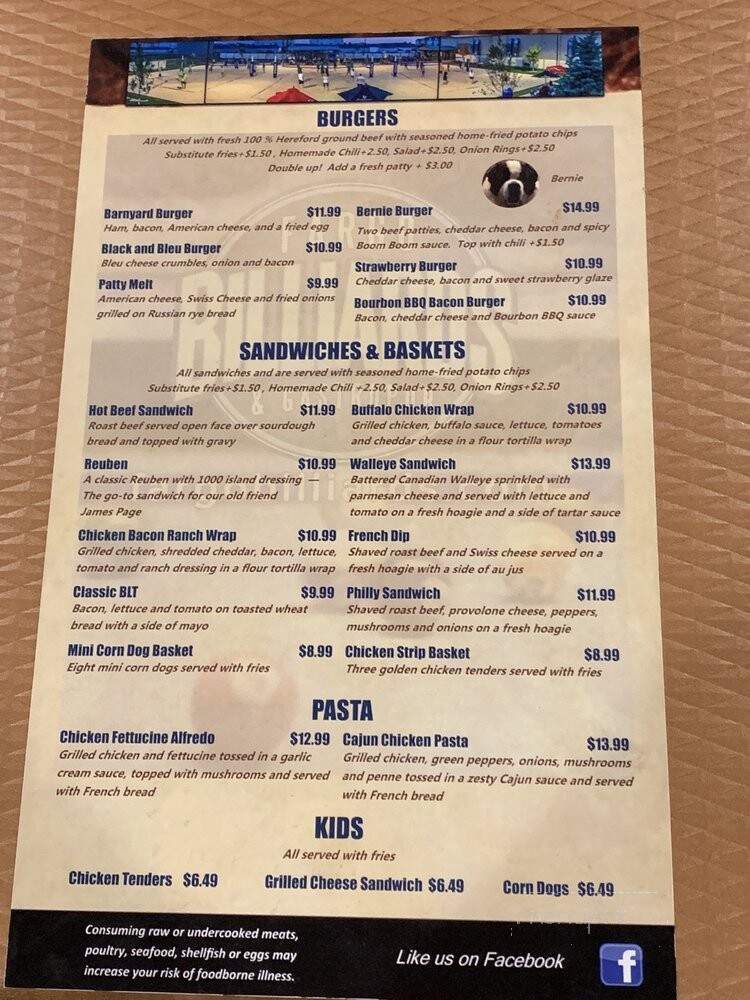 BURGERS
All served with fresh 100 % Hereford ground beef with seasoned home-fried potato chips
Substitute fries+$1.50 , Homemade Chili+2.50, Salad+$2.50, Onion Rings+$2.50
Double up! Add a fresh patty + $3.00
Bernie
Barnyard Burger $11.99
Ham, bacon, American cheese, and a fried egg
Black and Bleu Burger $10.99
Bleu cheese crumbles, onion and bacon
Patty Melt $9.99
American cheese, Swiss Cheese and fried onions
grilled on Russian rye bread
Bernie Burger $14.99
Two beef patties, cheddar cheese, bacon and spicy
Boom Boom sauce. Top with chili +$1.50
Strawberry Burger $10.99
Cheddar cheese, bacon and sweet strawberry glaze
Bourbon BBQ Bacon Burger $10.99
Bacon, cheddar cheese and Bourbon BBQ sauce
SANDWICHES & BASKETS
All sandwiches and are served with seasoned home-fried potato chips
Substitute fries+$1.50 , Homemade Chili +2.50, Salad+$2.50, Onion Rings+$2.50
Hot Beef Sandwich $11.99
Roast beef served open face over sourdough
bread and topped with gravy
Reuben $10.99
A classic Reuben with 1000 island dressing —
The go-to sandwich for our old friend
James Page
Chicken Bacon Ranch Wrap $10.99
Grilled chicken, shredded cheddar, bacon, lettuce,
tomato and ranch dressing in a flour tortilla wrap
Classic BLT $9.99
Bacon, lettuce and tomato on toasted wheat
bread with a side of mayo
Mini Corn Dog Basket $8.99
Eight mini corn dogs served with fries
Buffalo Chicken Wrap $10.99
Grilled chicken, buffalo sauce, lettuce, tomatoes
and cheddar cheese in a flour tortilla wrap
Walleye Sandwich $13.99
Battered Canadian Walleye sprinkled with
parmesan cheese and served with lettuce and
tomato on a fresh hoagie and a side of tartar sauce
French Dip $10.99
Shaved roast beef and Swiss cheese served on a
fresh hoagie with a side of au jus
Philly Sandwich $11.99
Shaved roast beef, provolone cheese, peppers,
mushrooms and onions on a fresh hoagie
Chicken Strip Basket $8.99
Three golden chicken tenders served with fries
PASTA
Chicken Fettucine Alfredo $12.99
Grilled chicken and fettucine tossed in a garlic
cream sauce, topped with mushrooms and served
with French bread
Cajun Chicken Pasta $13.99
Grilled chicken, green peppers, onions, mushrooms
and penne tossed in a zesty Cajun sauce and served
with French bread
KIDS
All served with fries
Chicken Tenders $6.49 Grilled Cheese Sandwich $6.49 Corn Dogs $6.49
Consuming raw or undercooked meats,
poultry, seafood, shellfish or eggs may
increase your risk of foodborne illness.
Like us on Facebook
f